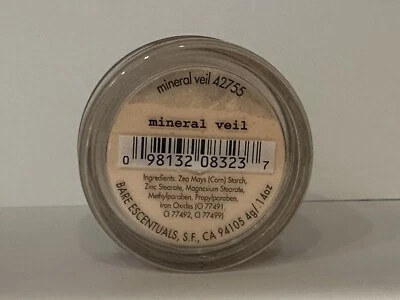 mineral veil 42755
mineral veil
0 98132 08323 7
Ingredients: Zea Mays (Corn) Starch,
Zinc Stearate, Magnesium Stearate,
Methylparaben, Propylparaben,
Iron Oxides (CI 77491,
CI 77492, CI 77499)
BARE ESCENTUALS, S.F., CA 94105 4g/.14oz